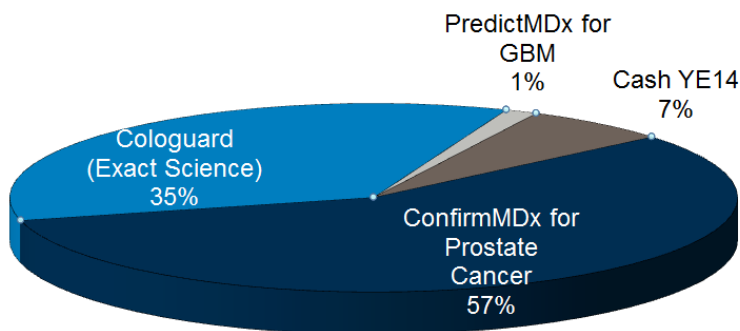 PredictMDx for
GBM
1%
Cash YE14
7%
Cologuard
(Exact Science)
35%
ConfirmMDx for
Prostate
Cancer
57%